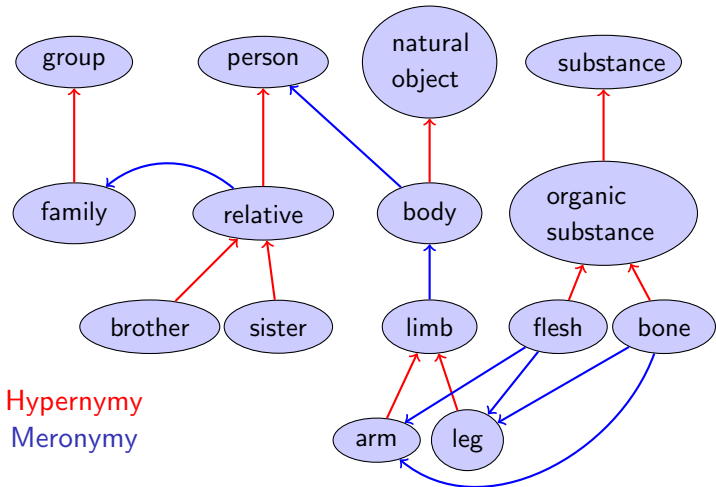 group
person
natural
object
substance
family
relative
body
organic
substance
brother
sister
limb
flesh
bone
Hypernymy
Meronymy
arm
leg